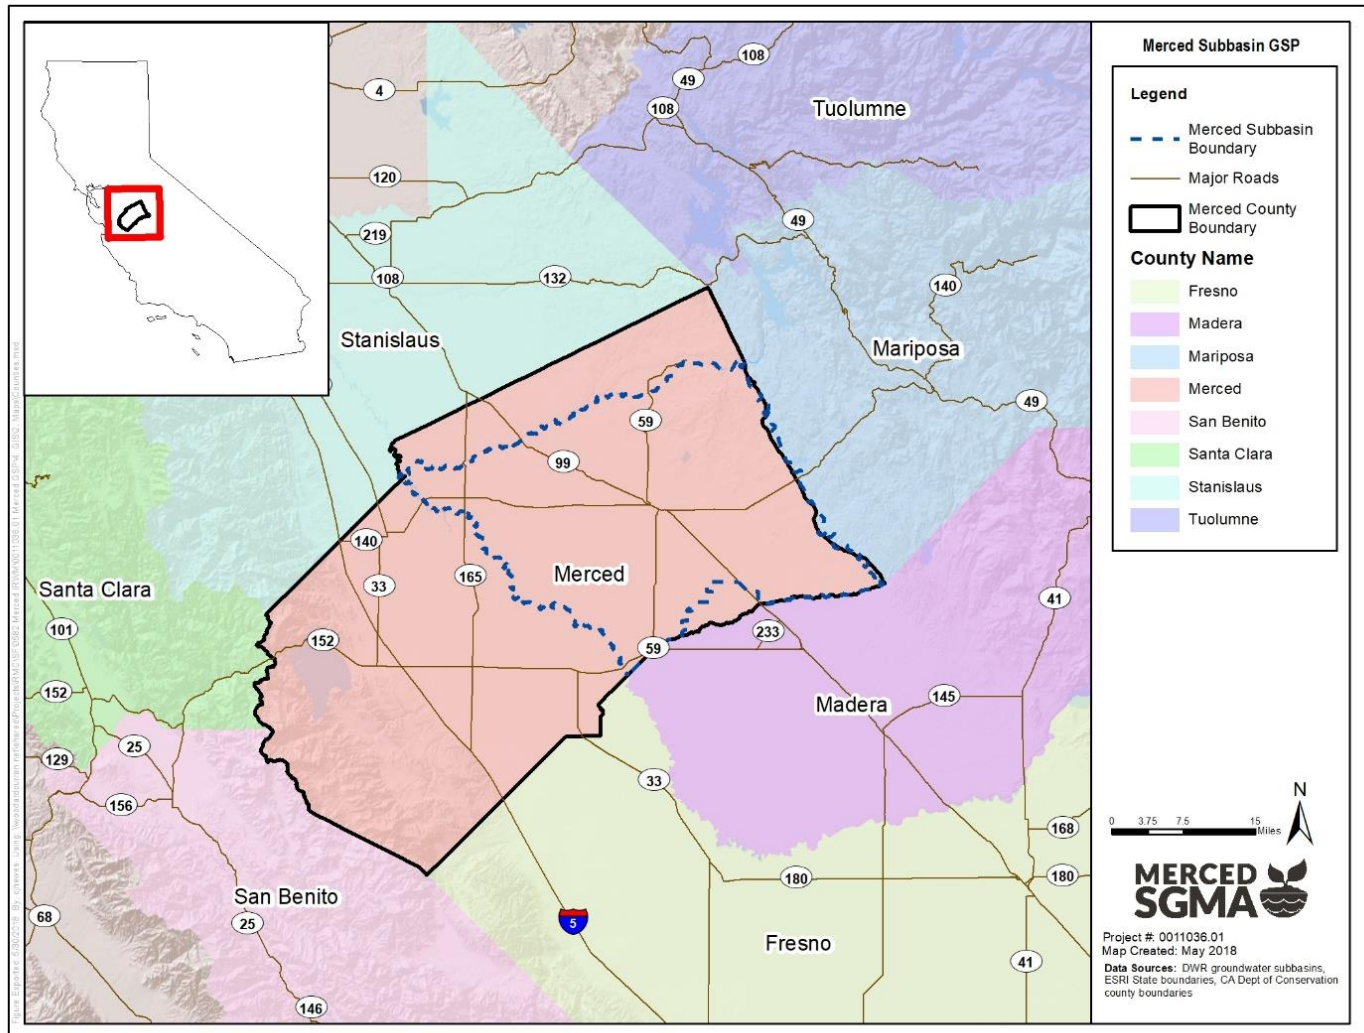 Merced Subbasin GSP
Legend
Merced Subbasin
Boundary
Major Roads
Merced County
Boundary
County Name
Fresno
Madera
Mariposa
Merced
San Benito
Santa Clara
Stanislaus
Tuolumne
108
4
49
108
Tuolumne
120
49
219
108
132
140
Stanislaus
Mariposa
59
49
99
140
Santa Clara
33
165
Merced
41
101
152
59
233
152
145
Madera
25
129
33
156
168
180
180
San Benito
68
25
5
Fresno
41
146
N
0 3.75 7.5 15
Miles
MERCED
SGMA
Project #: 0011036.01
Map Created: May 2018
Data Sources: DWR groundwater subbasins,
ESRI State boundaries, CA Dept of Conservation
county boundaries